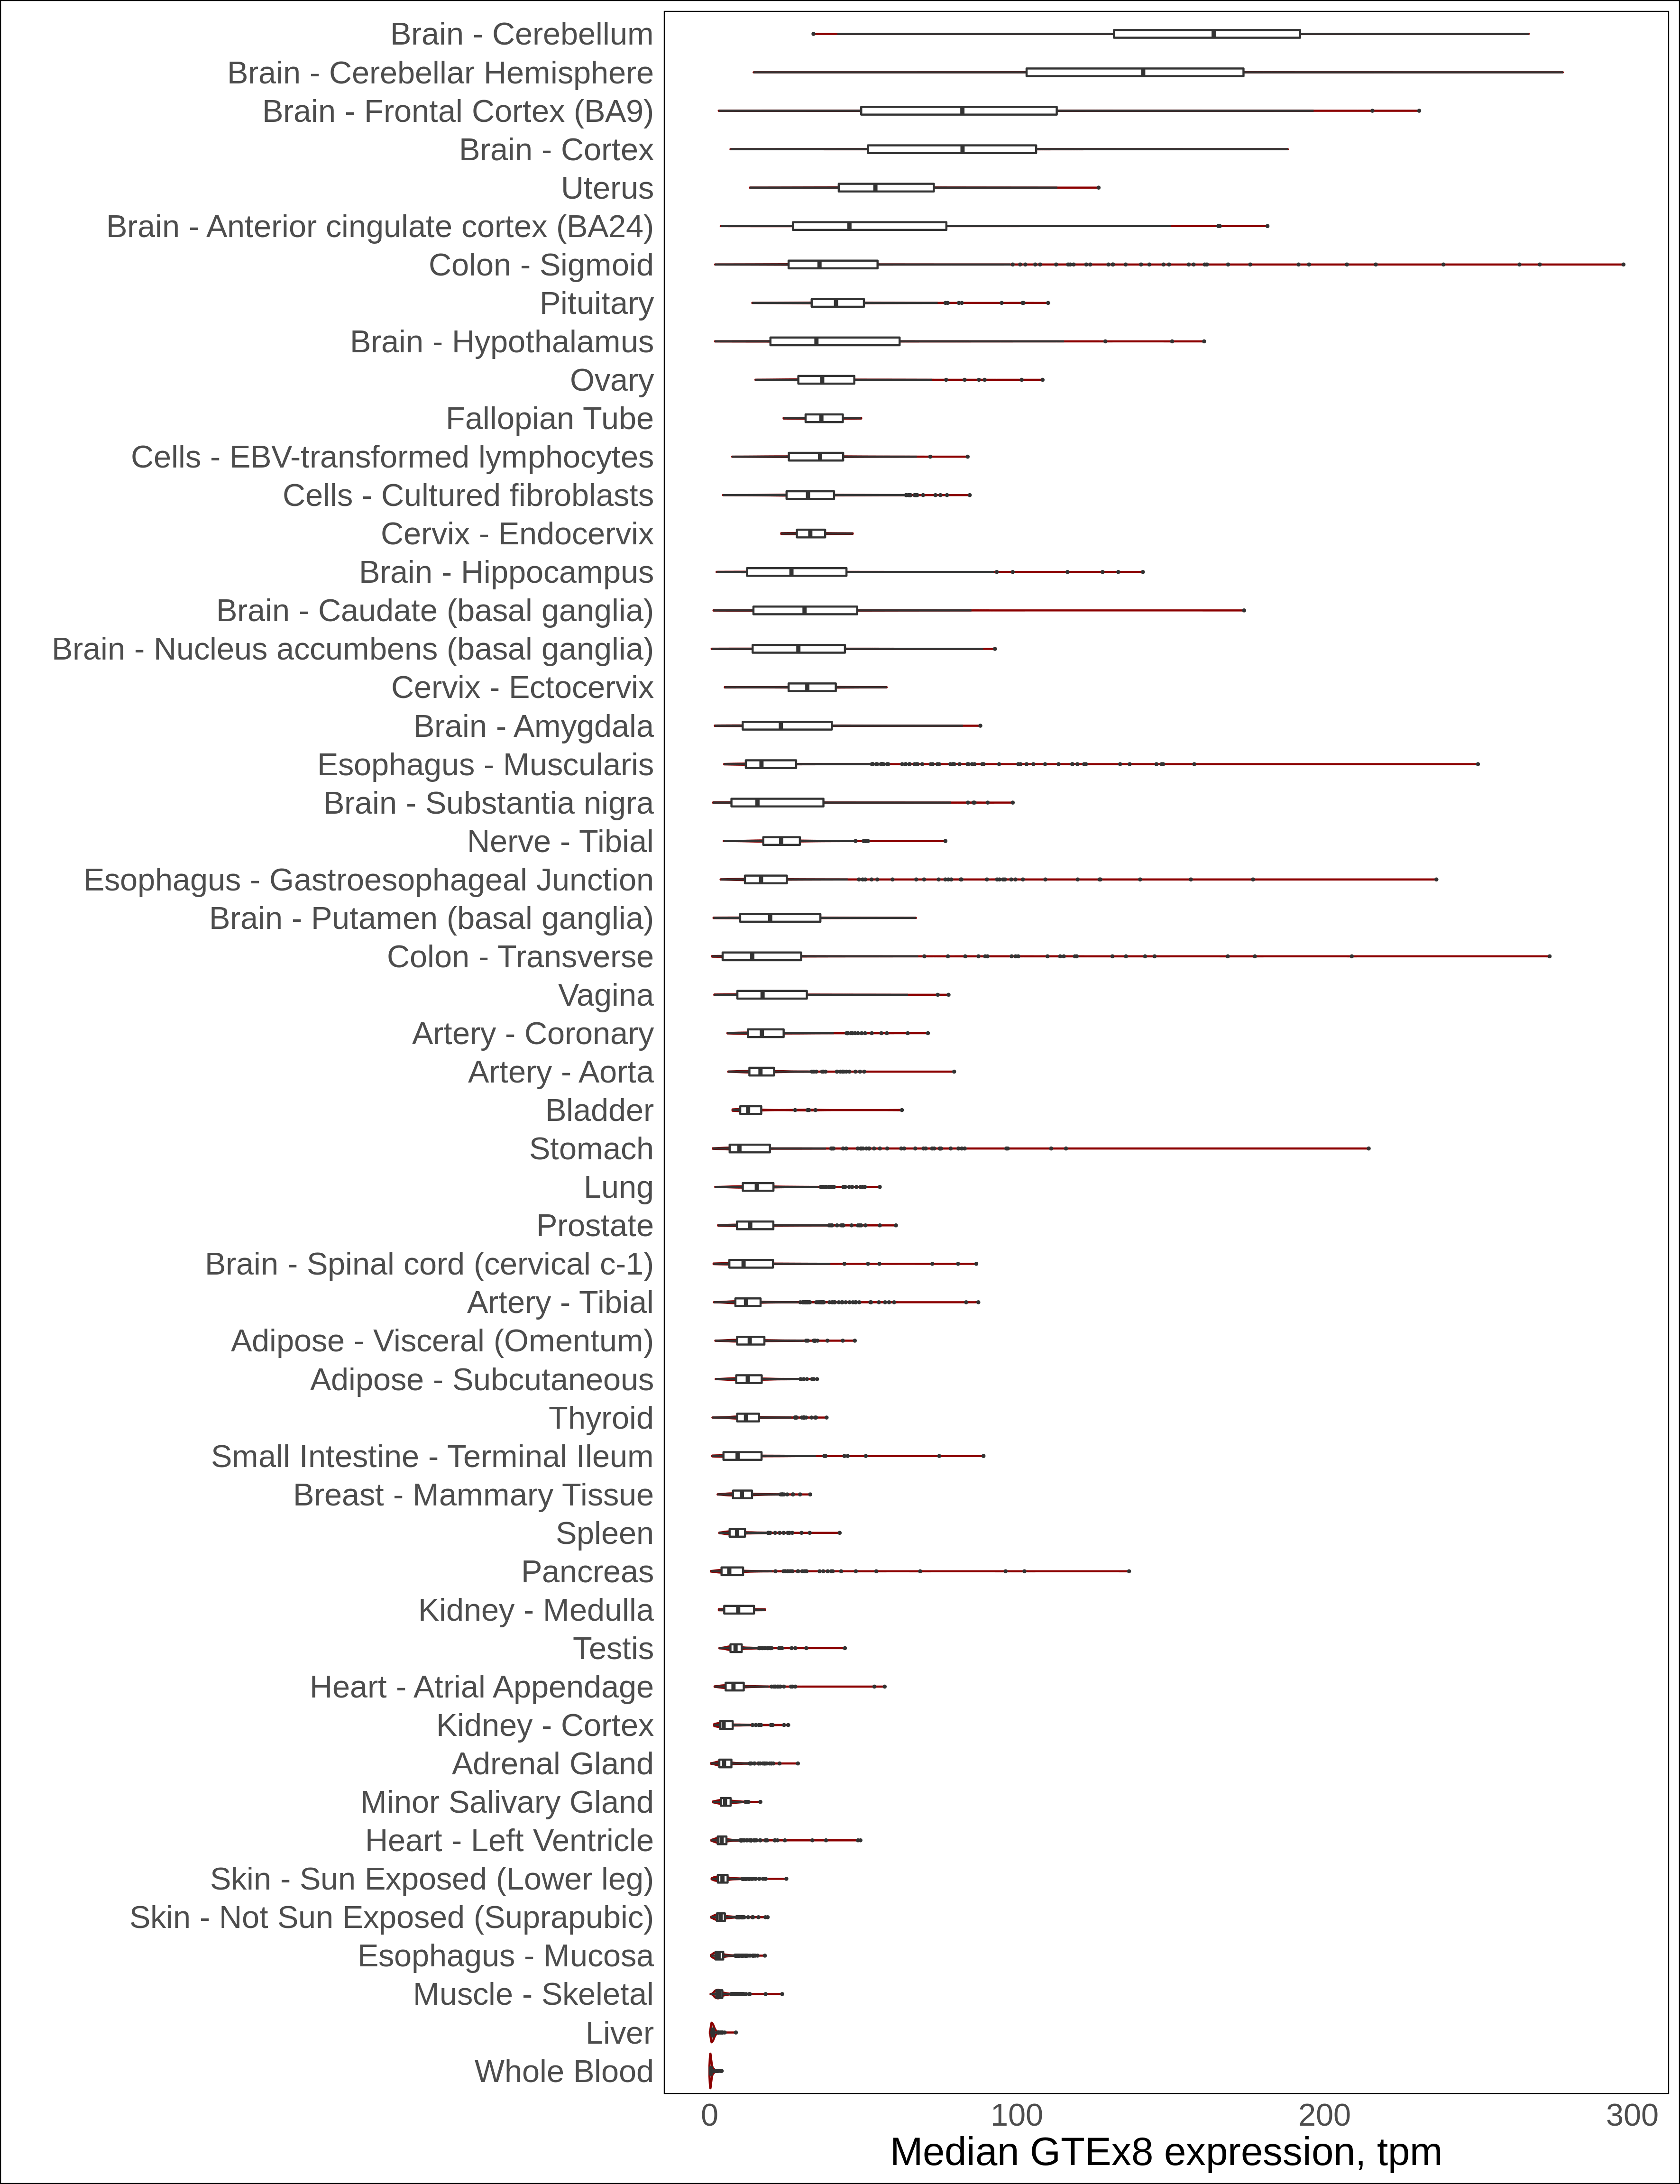 Brain - Cerebellum
Brain - Cerebellar Hemisphere
Brain - Frontal Cortex (BA9)
Brain - Cortex
Uterus
Brain - Anterior cingulate cortex (BA24)
Colon - Sigmoid
Pituitary
Brain - Hypothalamus
Ovary
Fallopian Tube
Cells - EBV-transformed lymphocytes
Cells - Cultured fibroblasts
Cervix - Endocervix
Brain - Hippocampus
Brain - Caudate (basal ganglia)
Brain - Nucleus accumbens (basal ganglia)
Cervix - Ectocervix
Brain - Amygdala
Esophagus - Muscularis
Brain - Substantia nigra
Nerve - Tibial
Esophagus - Gastroesophageal Junction
Brain - Putamen (basal ganglia)
Colon - Transverse
Vagina
Artery - Coronary
Artery - Aorta
Bladder
Stomach
Lung
Prostate
Brain - Spinal cord (cervical c-1)
Artery - Tibial
Adipose - Visceral (Omentum)
Adipose - Subcutaneous
Thyroid
Small Intestine - Terminal Ileum
Breast - Mammary Tissue
Spleen
Pancreas
Kidney - Medulla
Testis
Heart - Atrial Appendage
Kidney - Cortex
Adrenal Gland
Minor Salivary Gland
Heart - Left Ventricle
Skin - Sun Exposed (Lower leg)
Skin - Not Sun Exposed (Suprapubic)
Esophagus - Mucosa
Muscle - Skeletal
Liver
Whole Blood
0 100 200 300
Median GTEx8 expression, tpm